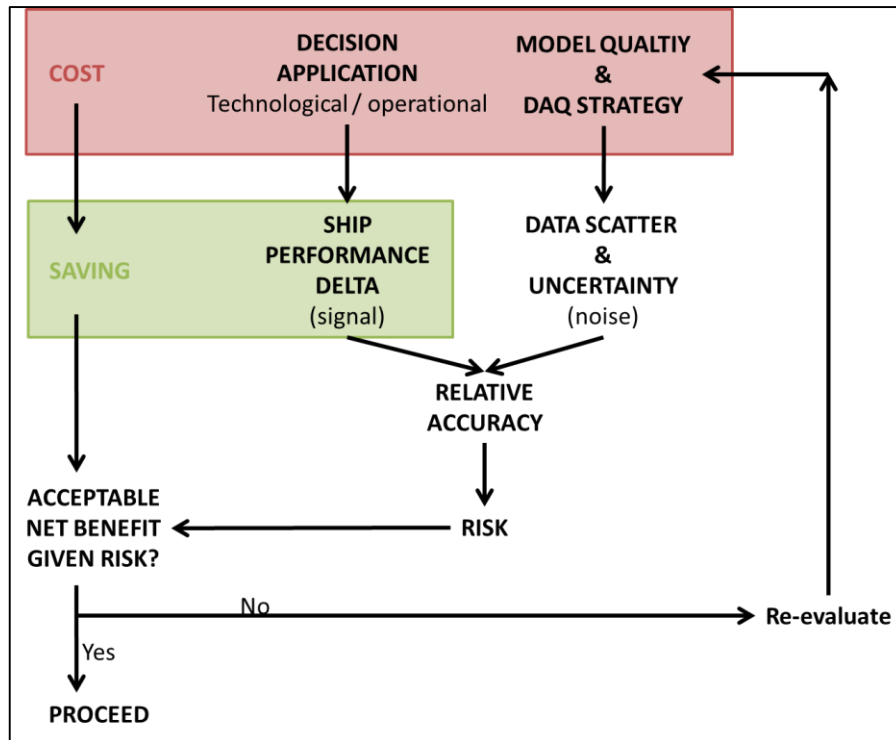 COST
DECISION
APPLICATION
Technological / operational
MODEL QUALTIY
&
DAQ STRATEGY
SAVING
SHIP
PERFORMANCE
DELTA
(signal)
DATA SCATTER
&
UNCERTAINTY
(noise)
RELATIVE
ACCURACY
ACCEPTABLE
NET BENEFIT
GIVEN RISK?
RISK
No
Re-evaluate
Yes
PROCEED